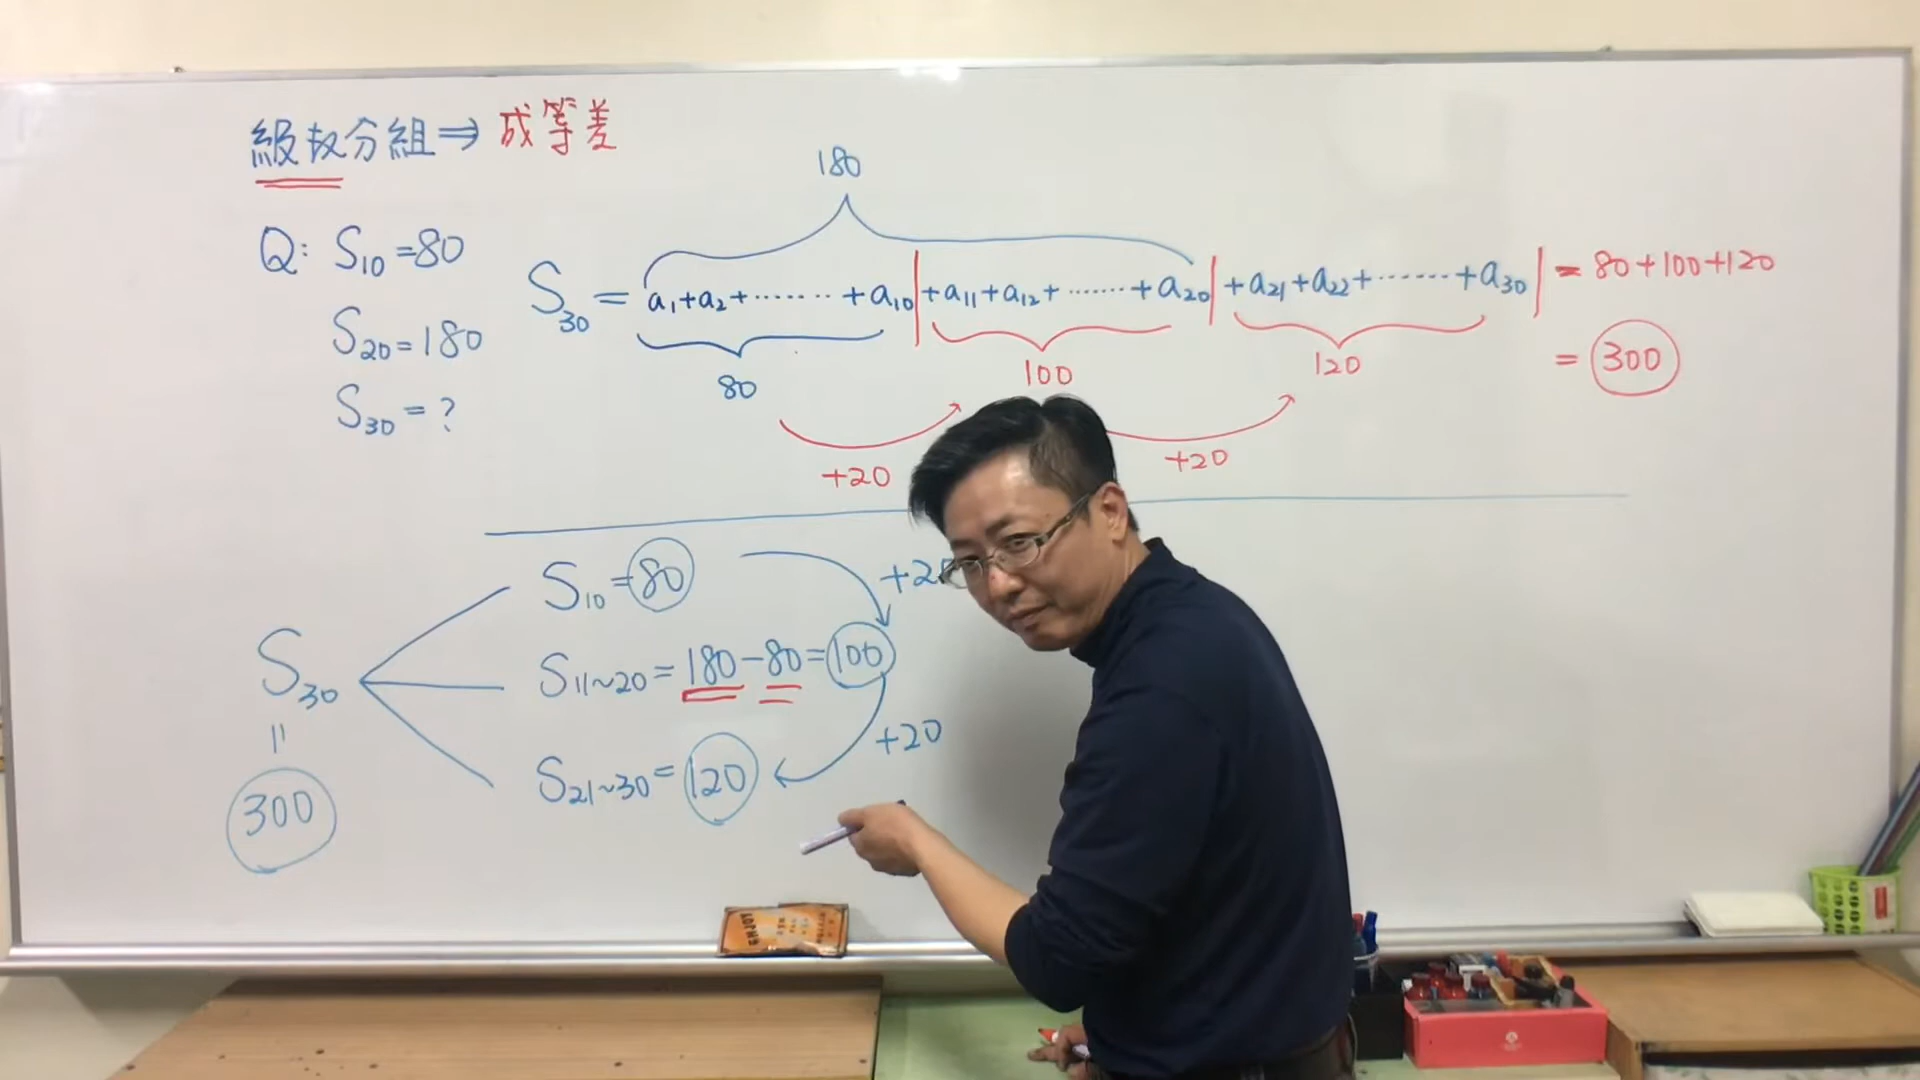 級数分組⇒成等差
180
Q: S10=80
S20=180
S30=?
S30=a1+a2+……+a10|+a11+a12+……+a20|+a21+a22+……+a30|=80+100+120
80
100
120
=300
+20
+20
S10=80
S11~20=180-80=100
+20
S21~30=120
S30
=
300